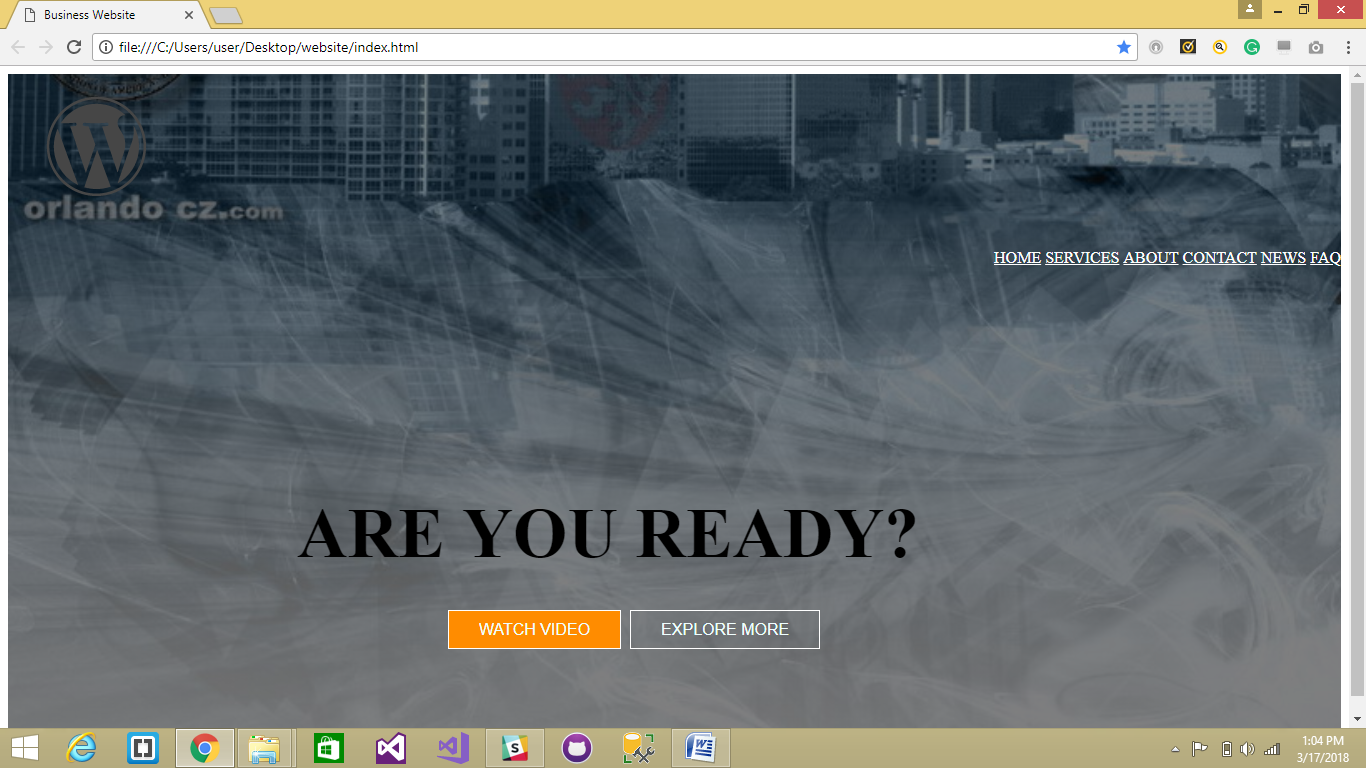 Business Website
file:///C:/Users/user/Desktop/website/index.html
orlando cz.com
HOME SERVICES ABOUT CONTACT NEWS FAQ
ARE YOU READY?
WATCH VIDEO EXPLORE MORE
1:04 PM
3/17/2018